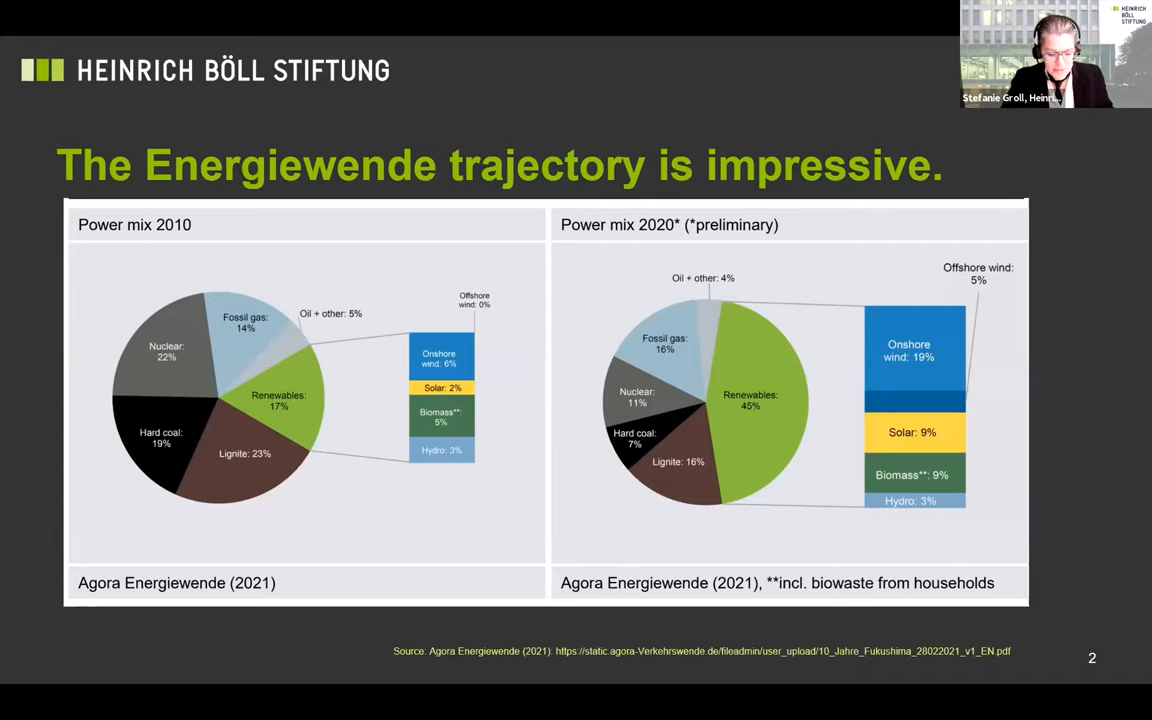 HEINRICH BÖLL STIFTUNG
HEINRICH
BÖLL
STIFTUNG
Stefanie Groll, Heinri...
The Energiewende trajectory is impressive.
Power mix 2010
Fossil gas:
14%
Oil + other: 5%
Nuclear:
22%
Renewables:
17%
Hard coal:
19%
Lignite: 23%
Offshore
wind: 0%
Onshore
wind: 6%
Solar: 2%
Biomass**:
5%
Hydro: 3%
Agora Energiewende (2021)
Power mix 2020* (*preliminary)
Oil + other: 4%
Fossil gas:
16%
Nuclear:
11%
Renewables:
45%
Hard coal:
7%
Lignite: 16%
Offshore wind:
5%
Onshore
wind: 19%
Solar: 9%
Biomass**: 9%
Hydro: 3%
Agora Energiewende (2021), **incl. biowaste from households
Source: Agora Energiewende (2021): https://static.agora-Verkehrswende.de/fileadmin/user_upload/10_Jahre_Fukushima_28022021_v1_EN.pdf
2